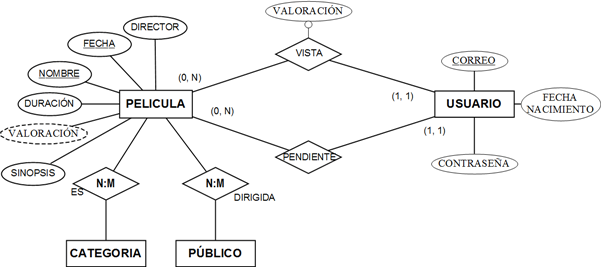 VALORACIÓN
DIRECTOR
FECHA
VISTA
CORREO
NOMBRE
(0, N)
DURACIÓN
PELICULA
(1, 1)
USUARIO
FECHA
NACIMIENTO
(0, N)
VALORACIÓN
(1, 1)
SINOPSIS
PENDIENTE
CONTRASEÑA
N:M
N:M
ES
DIRIGIDA
CATEGORIA
PÚBLICO